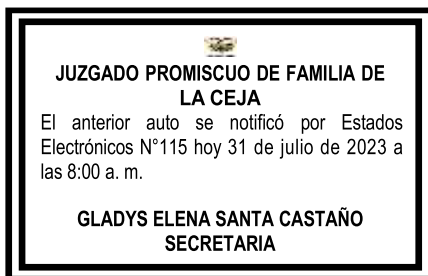 JUZGADO PROMISCUO DE FAMILIA DE
LA CEJA
El anterior auto se notificó por Estados
Electrónicos N°115 hoy 31 de julio de 2023 a
las 8:00 a. m.
GLADYS ELENA SANTA CASTAÑO
SECRETARIA